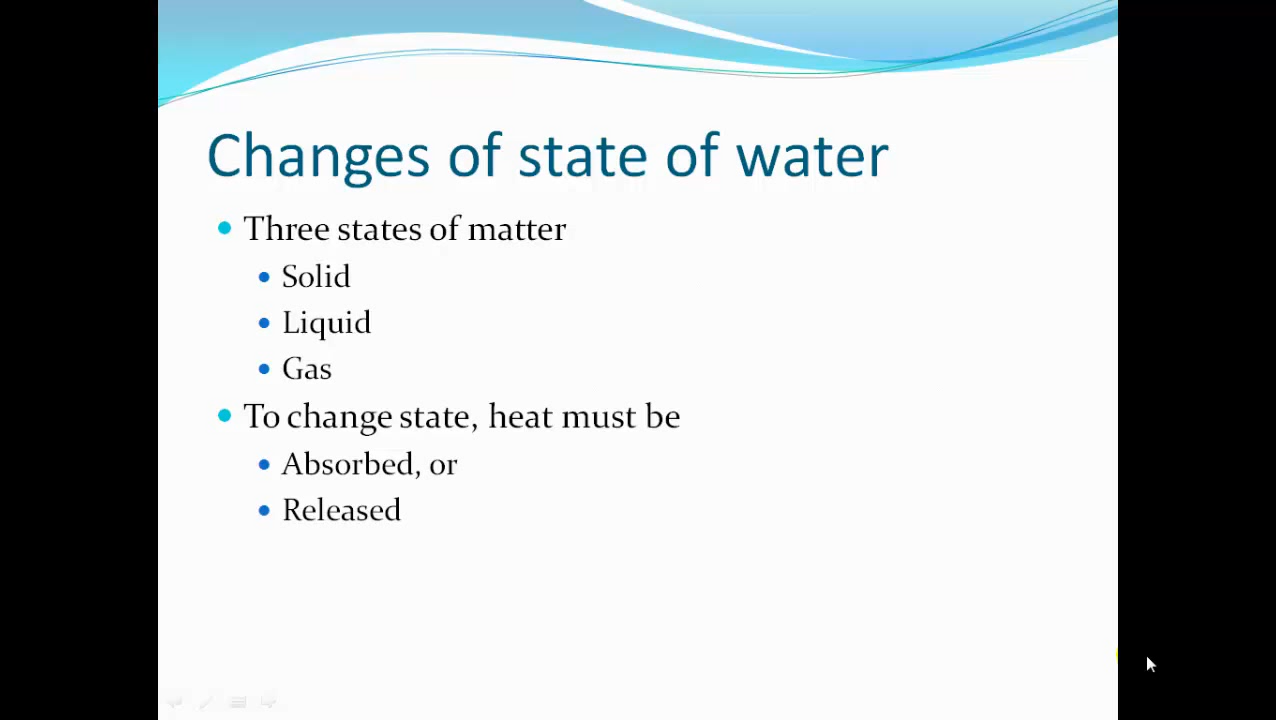 Changes of state of water
Three states of matter
Solid
Liquid
Gas
To change state, heat must be
Absorbed, or
Released